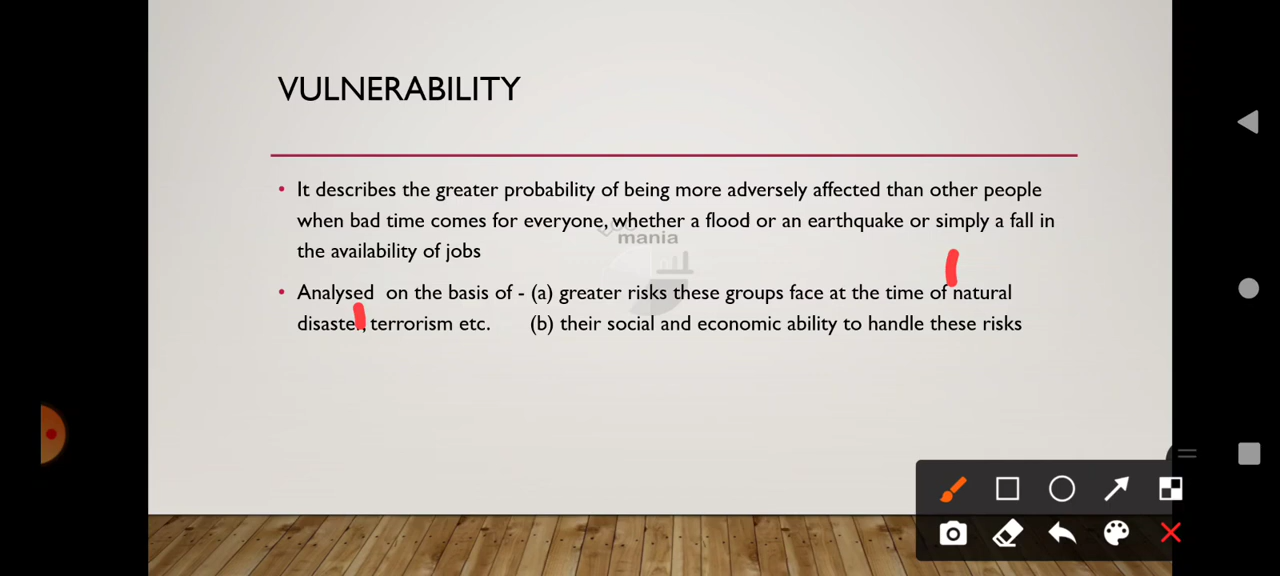 VULNERABILITY
• It describes the greater probability of being more adversely affected than other people
when bad time comes for everyone, whether a flood or an earthquake or simply a fall in
the availability of jobs
mania
• Analysed on the basis of - (a) greater risks these groups face at the time of natural
disaster, terrorism etc. (b) their social and economic ability to handle these risks